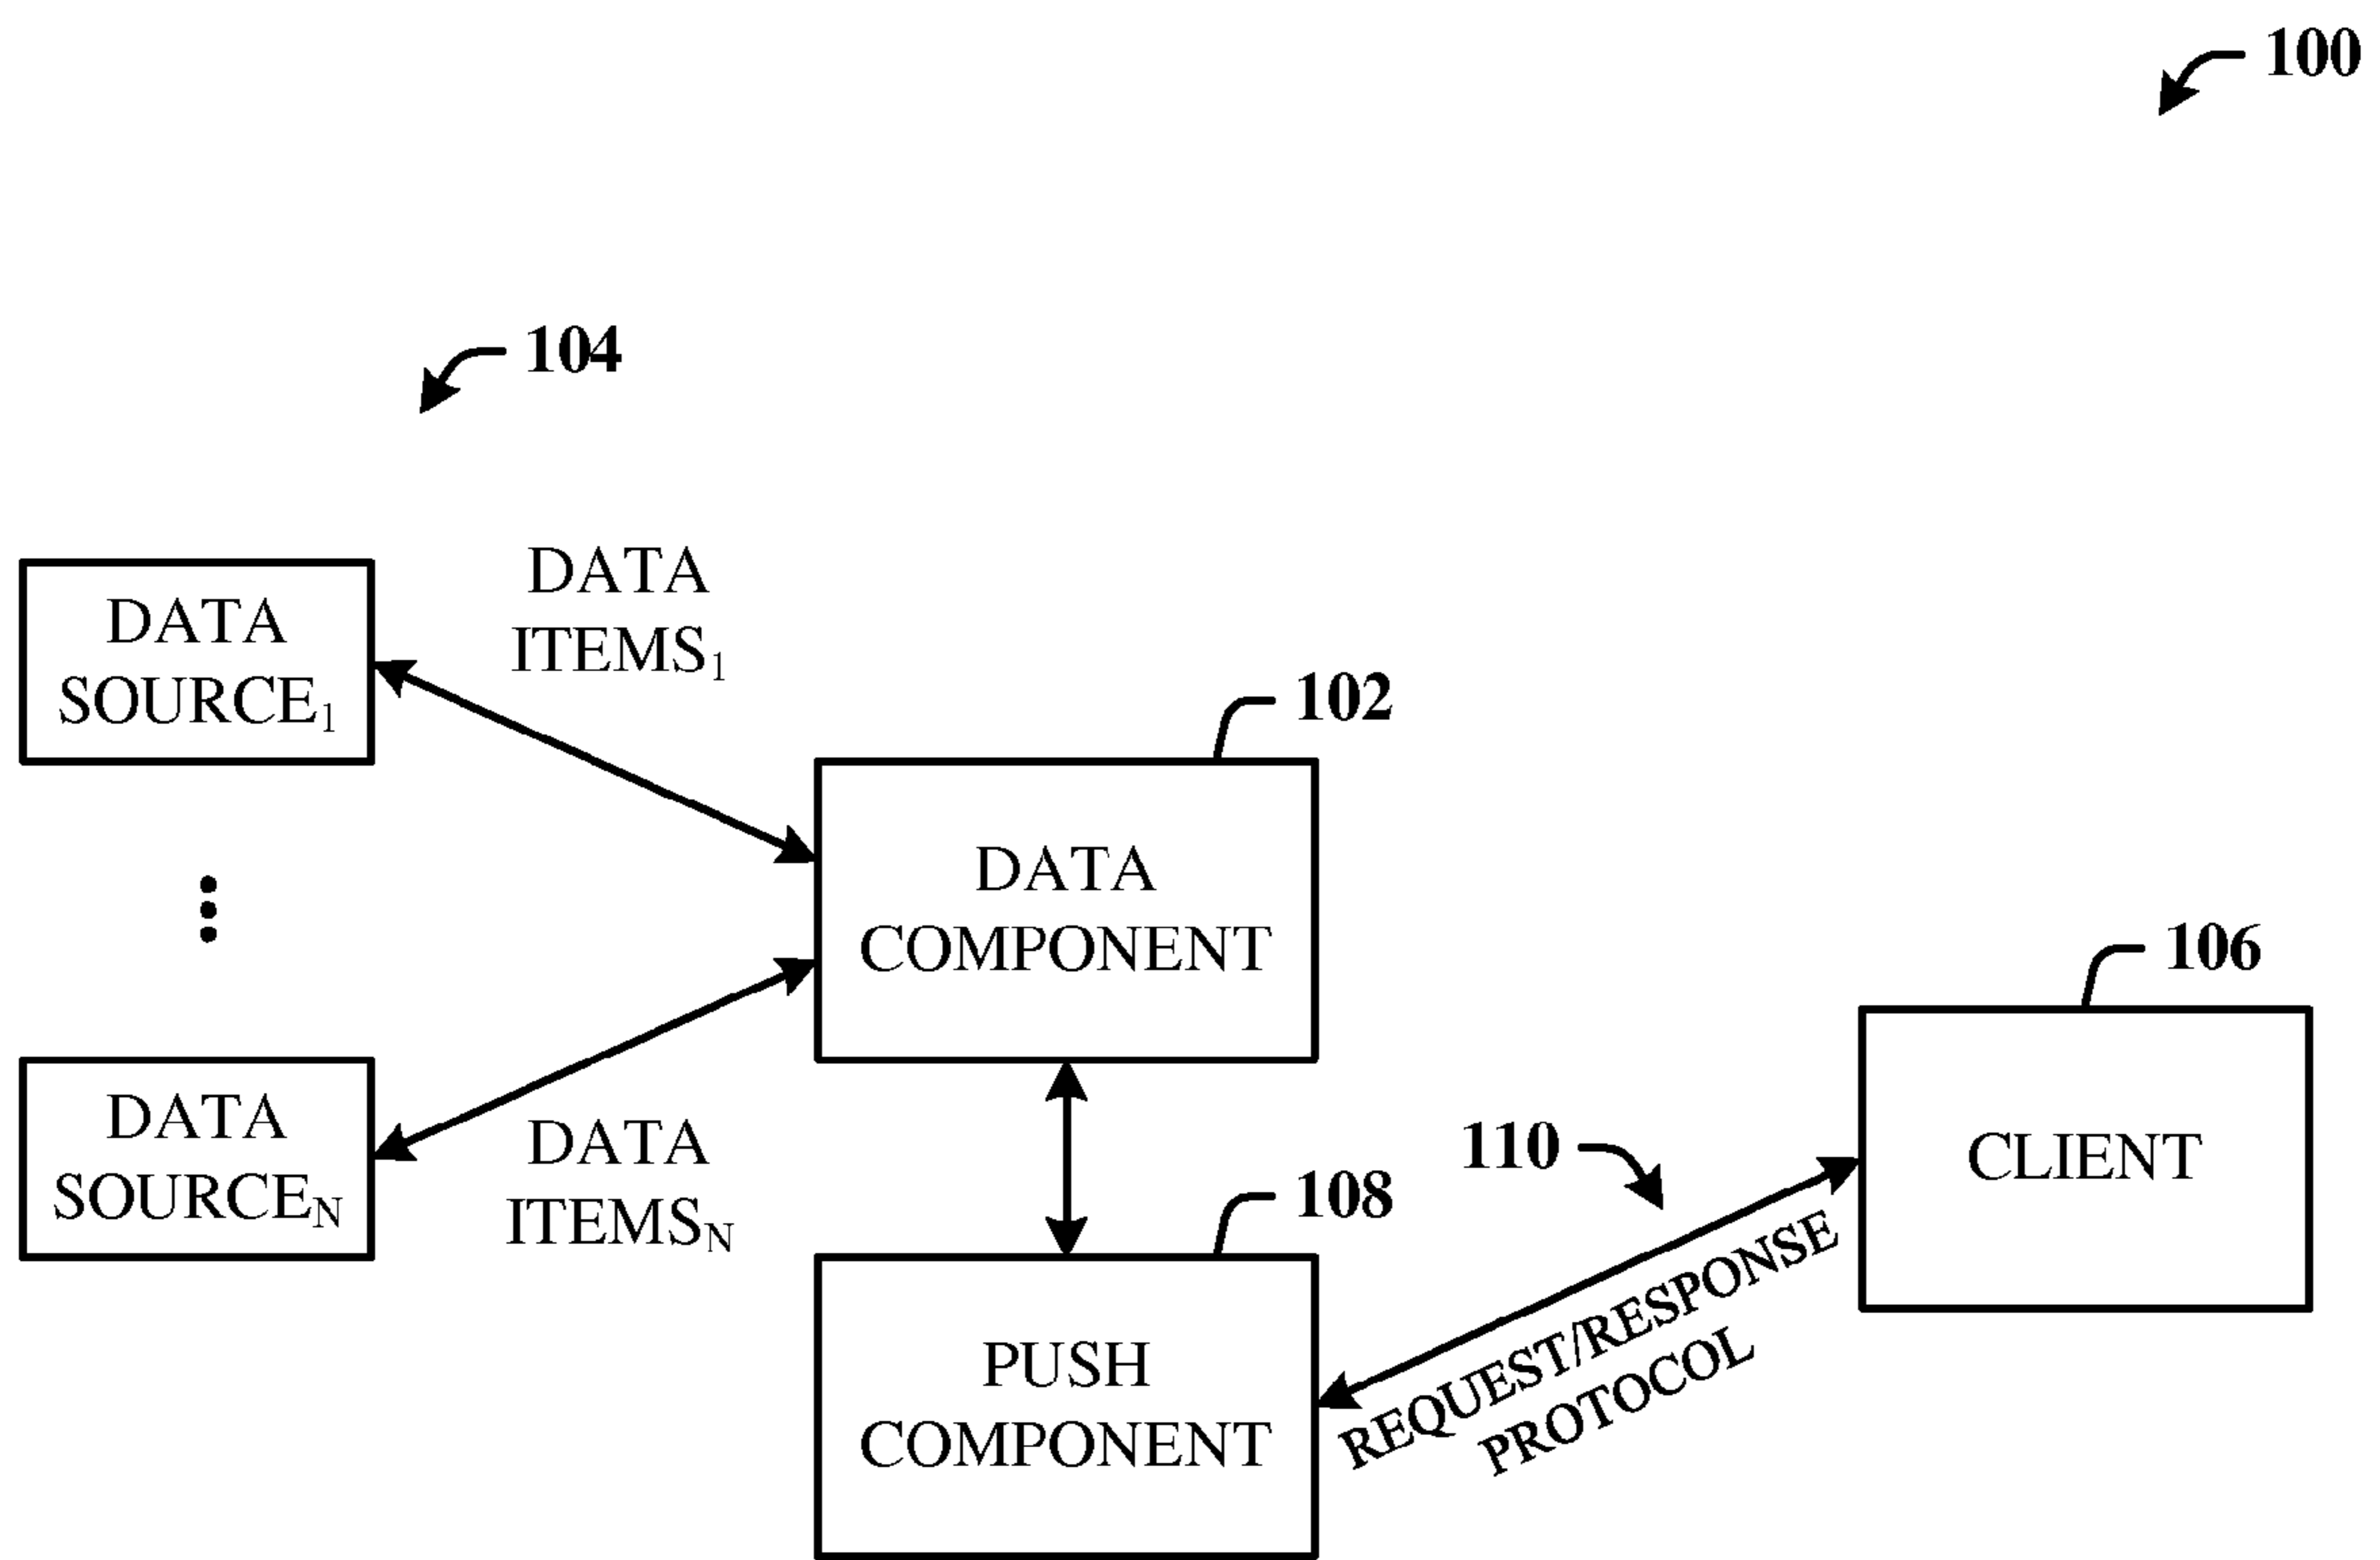 100
104
DATA
ITEMS₁
DATA
SOURCE₁
102
DATA
COMPONENT
106
CLIENT
DATA
SOURCEN
DATA
ITEMSN
110
108
REQUEST/RESPONSE
PROTOCOL
PUSH
COMPONENT